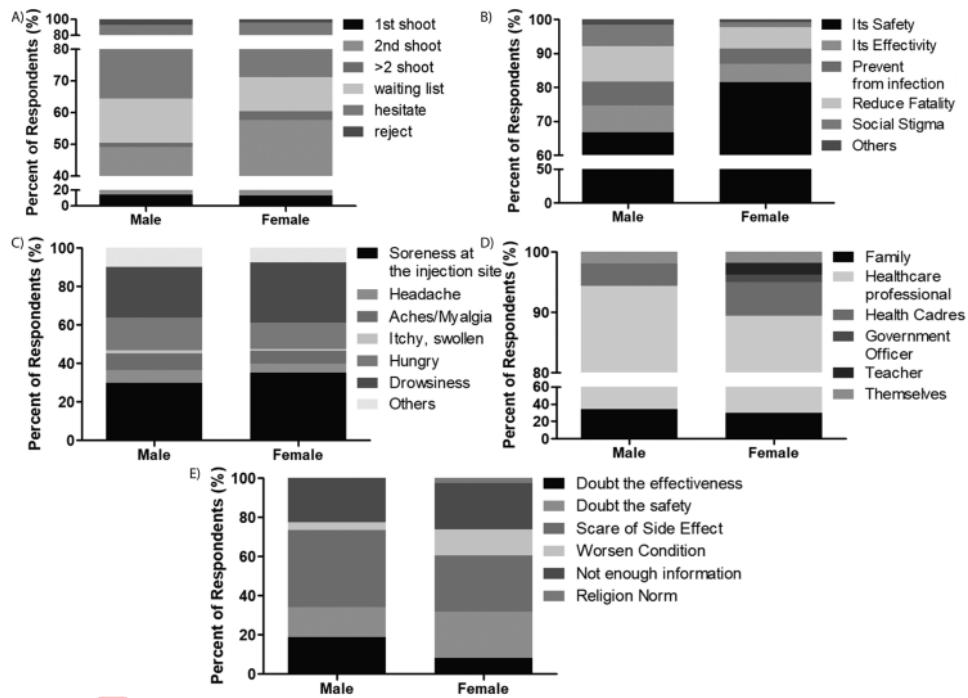 A)
Percent of Respondents (%)
100
90
80
80
70
60
50
40
20
0
Male
Female
1st shoot
2nd shoot
>2 shoot
waiting list
hesitate
reject
B)
Percent of Respondents (%)
100
90
80
70
60
50
0
Male
Female
Its Safety
Its Effectivity
Prevent
from infection
Reduce Fatality
Social Stigma
Others
C)
Percent of Respondents (%)
100
80
60
40
20
0
Male
Female
Soreness at
the injection site
Headache
Aches/Myalgia
Itchy, swollen
Hungry
Drowsiness
Others
D)
Percent of Respondents (%)
100
90
80
60
40
20
0
Male
Female
Family
Healthcare
professional
Health Cadres
Government
Officer
Teacher
Themselves
E)
Percent of Respondents (%)
100
80
60
40
20
0
Male
Female
Doubt the effectiveness
Doubt the safety
Scare of Side Effect
Worsen Condition
Not enough information
Religion Norm